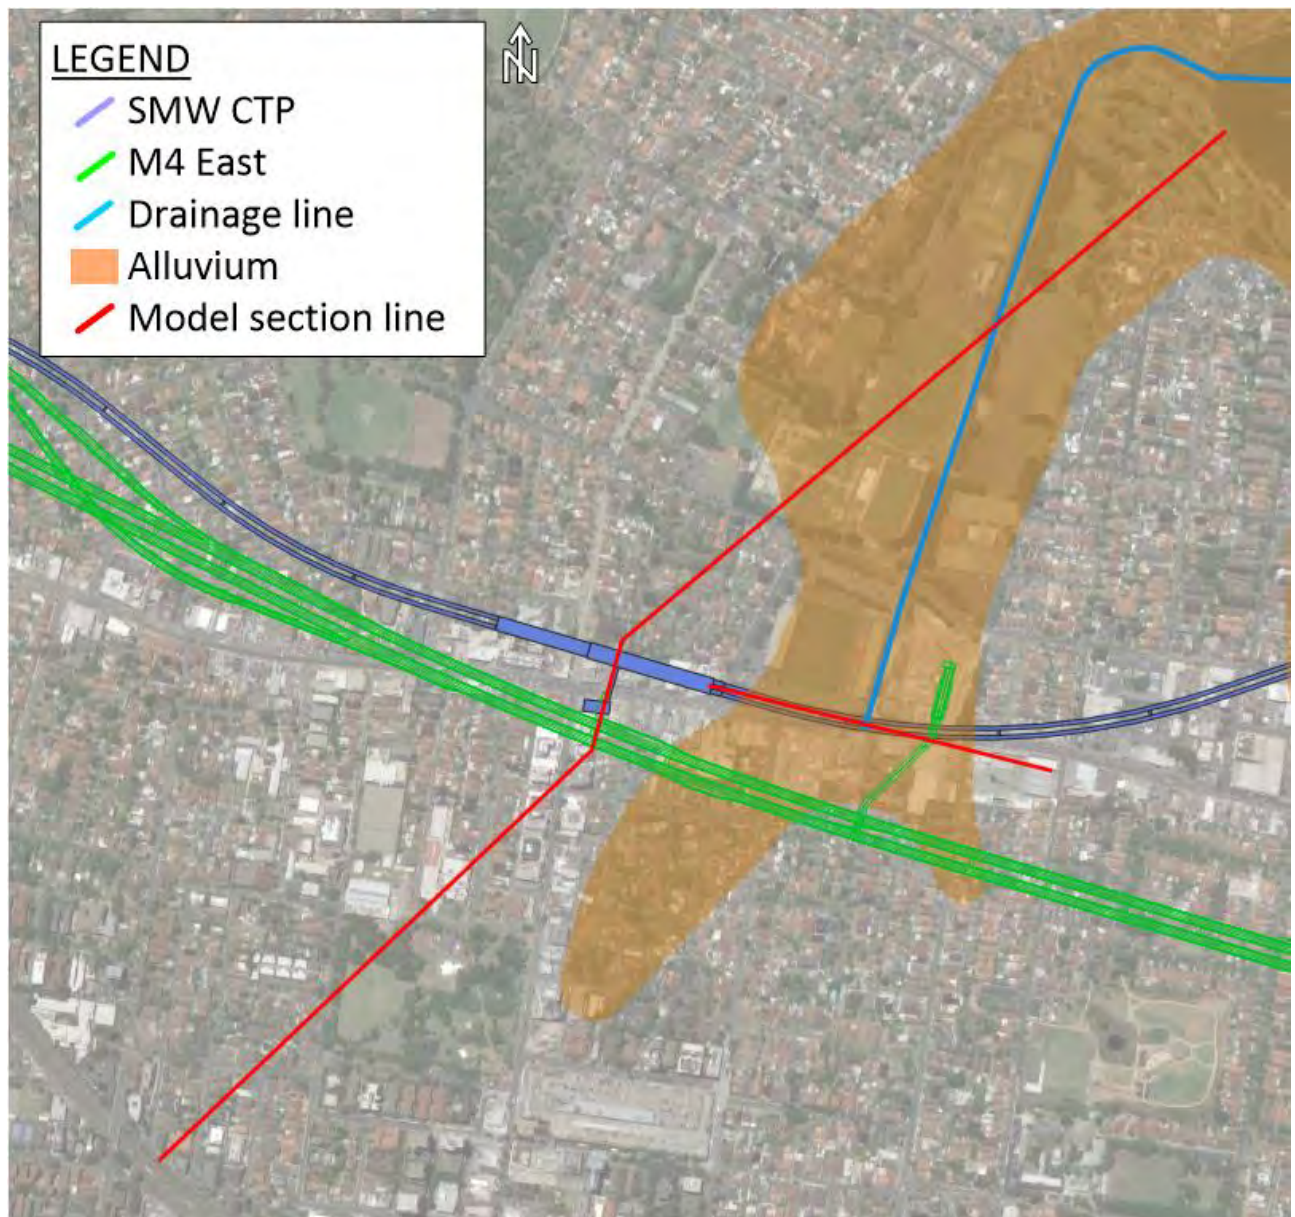 LEGEND
SMW CTP
M4 East
Drainage line
Alluvium
Model section line
N